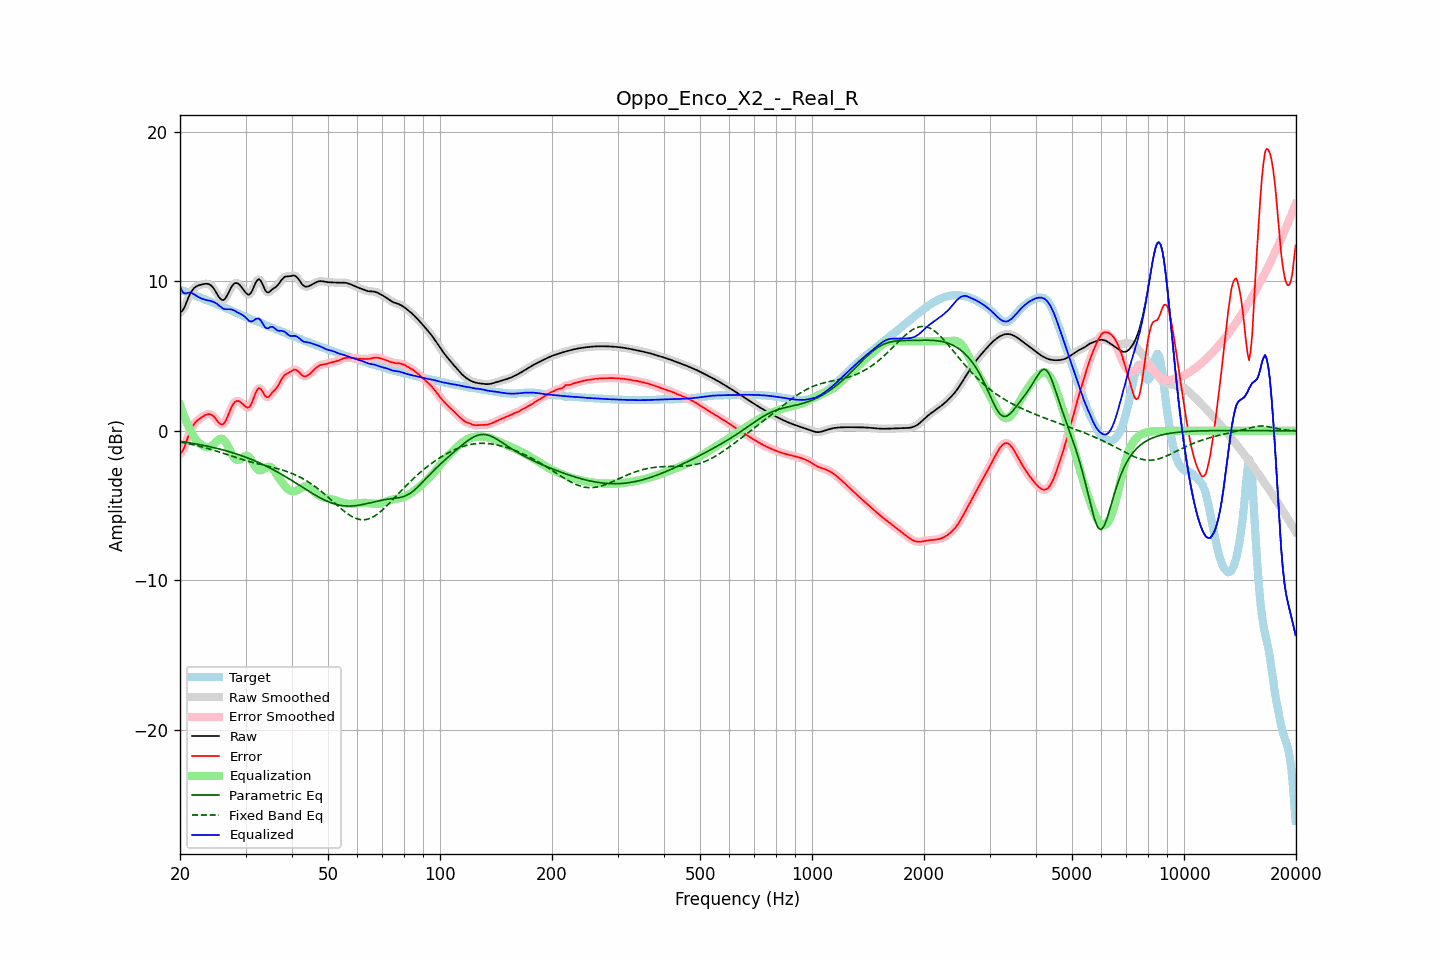 Oppo_Enco_X2_-_Real_R
20
10
0
−10
−20
Amplitude (dBr)
Target
Raw Smoothed
Error Smoothed
Raw
Error
Equalization
Parametric Eq
Fixed Band Eq
Equalized
20 50 100 200 500 1000 2000 5000 10000 20000
Frequency (Hz)